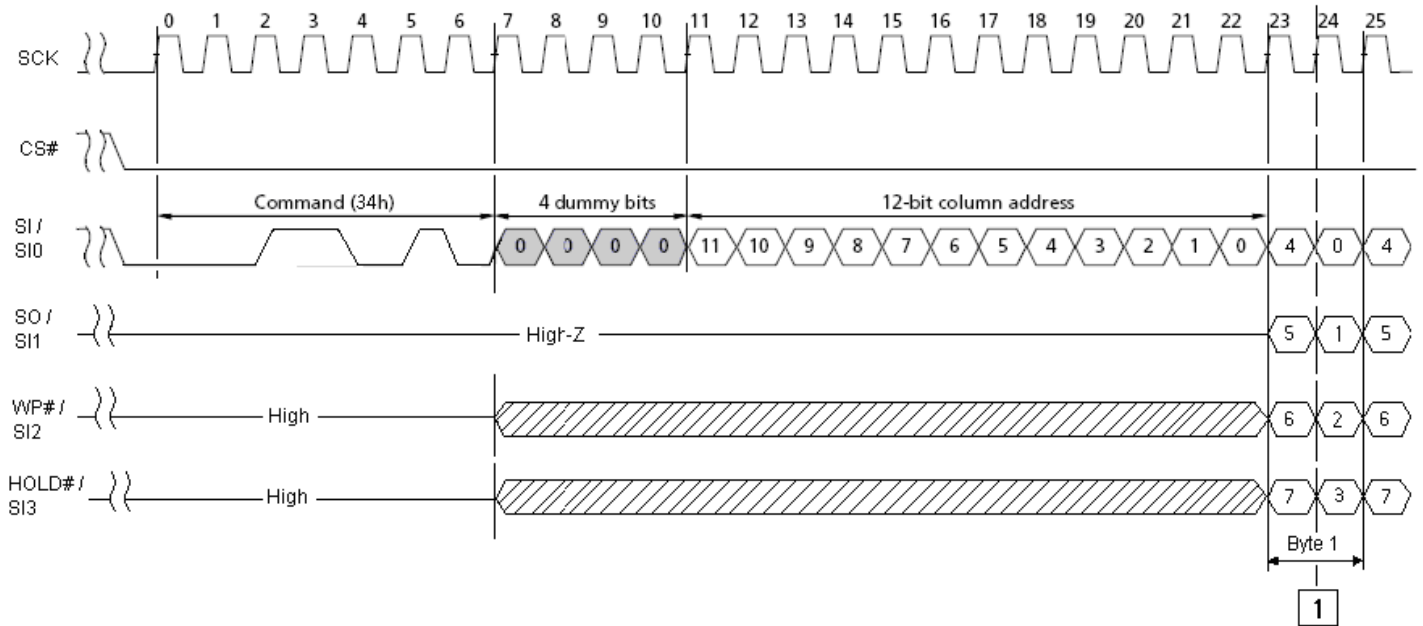 0 1 2 3 4 5 6 7 8 9 10 11 12 13 14 15 16 17 18 19 20 21 22 23 24 25
SCK
CS#
Command (34h) 4 dummy bits 12-bit column address
SI /
SI0
0 0 0 0 11 10 9 8 7 6 5 4 3 2 1 0 4 0 4
SO /
SI1
High-Z 5 1 5
WP# /
SI2
High 6 2 6
HOLD# /
SI3
High 7 3 7
Byte 1
1